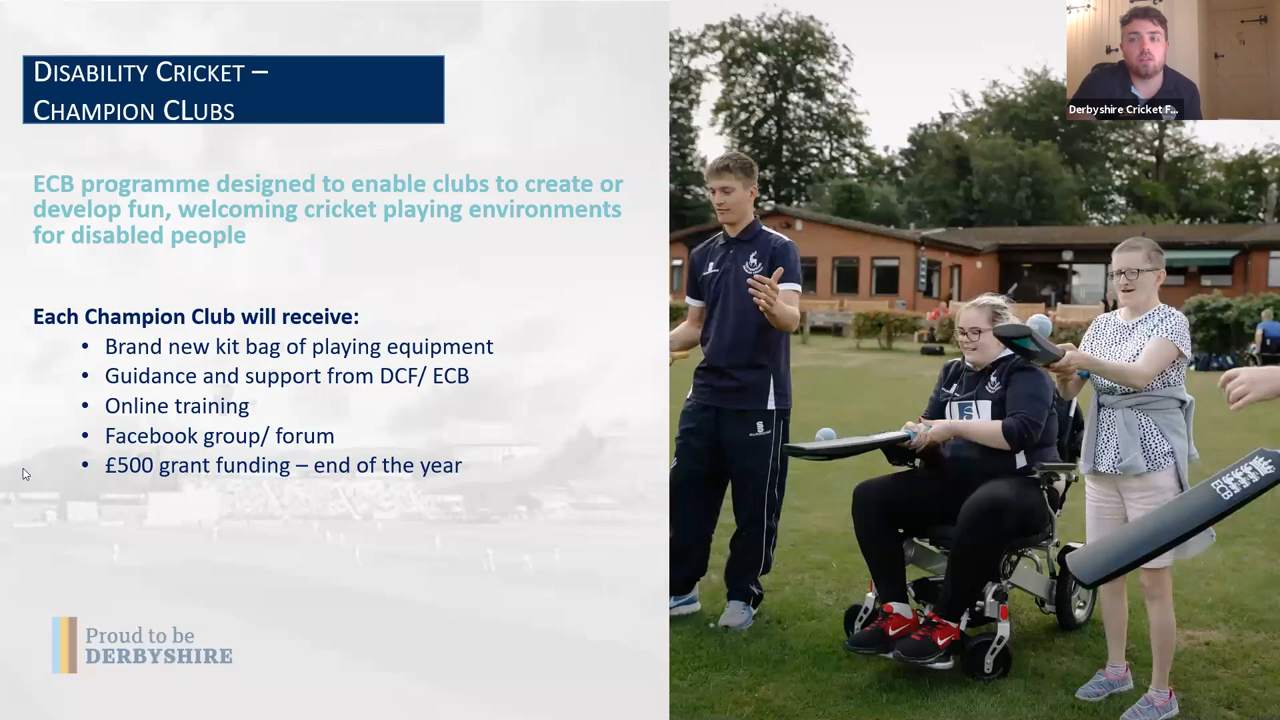 DISABILITY CRICKET –
CHAMPION CLUBS
ECB programme designed to enable clubs to create or
develop fun, welcoming cricket playing environments
for disabled people
Each Champion Club will receive:
• Brand new kit bag of playing equipment
• Guidance and support from DCF/ ECB
• Online training
• Facebook group/ forum
• £500 grant funding – end of the year
Proud to be
DERBYSHIRE
Derbyshire Cricket F...
ECB